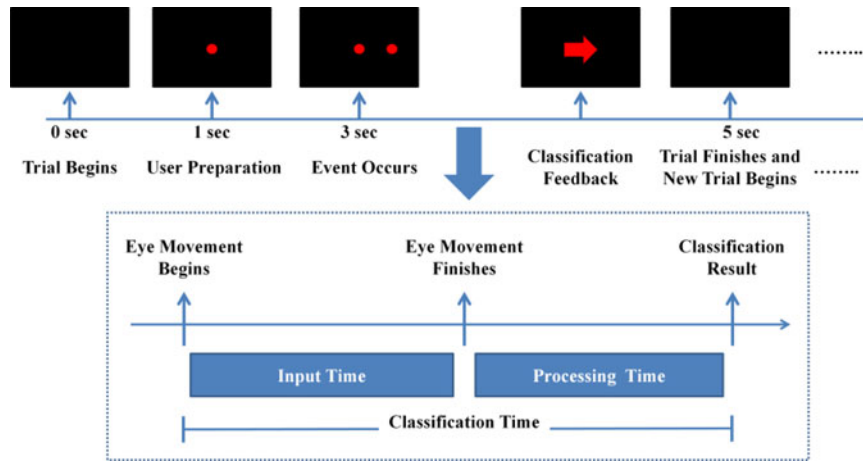 0 sec
1 sec
3 sec
5 sec
Trial Begins
User Preparation
Event Occurs
Classification
Feedback
Trial Finishes and
New Trial Begins
........
........
Eye Movement
Begins
Eye Movement
Finishes
Classification
Result
Input Time
Processing Time
Classification Time